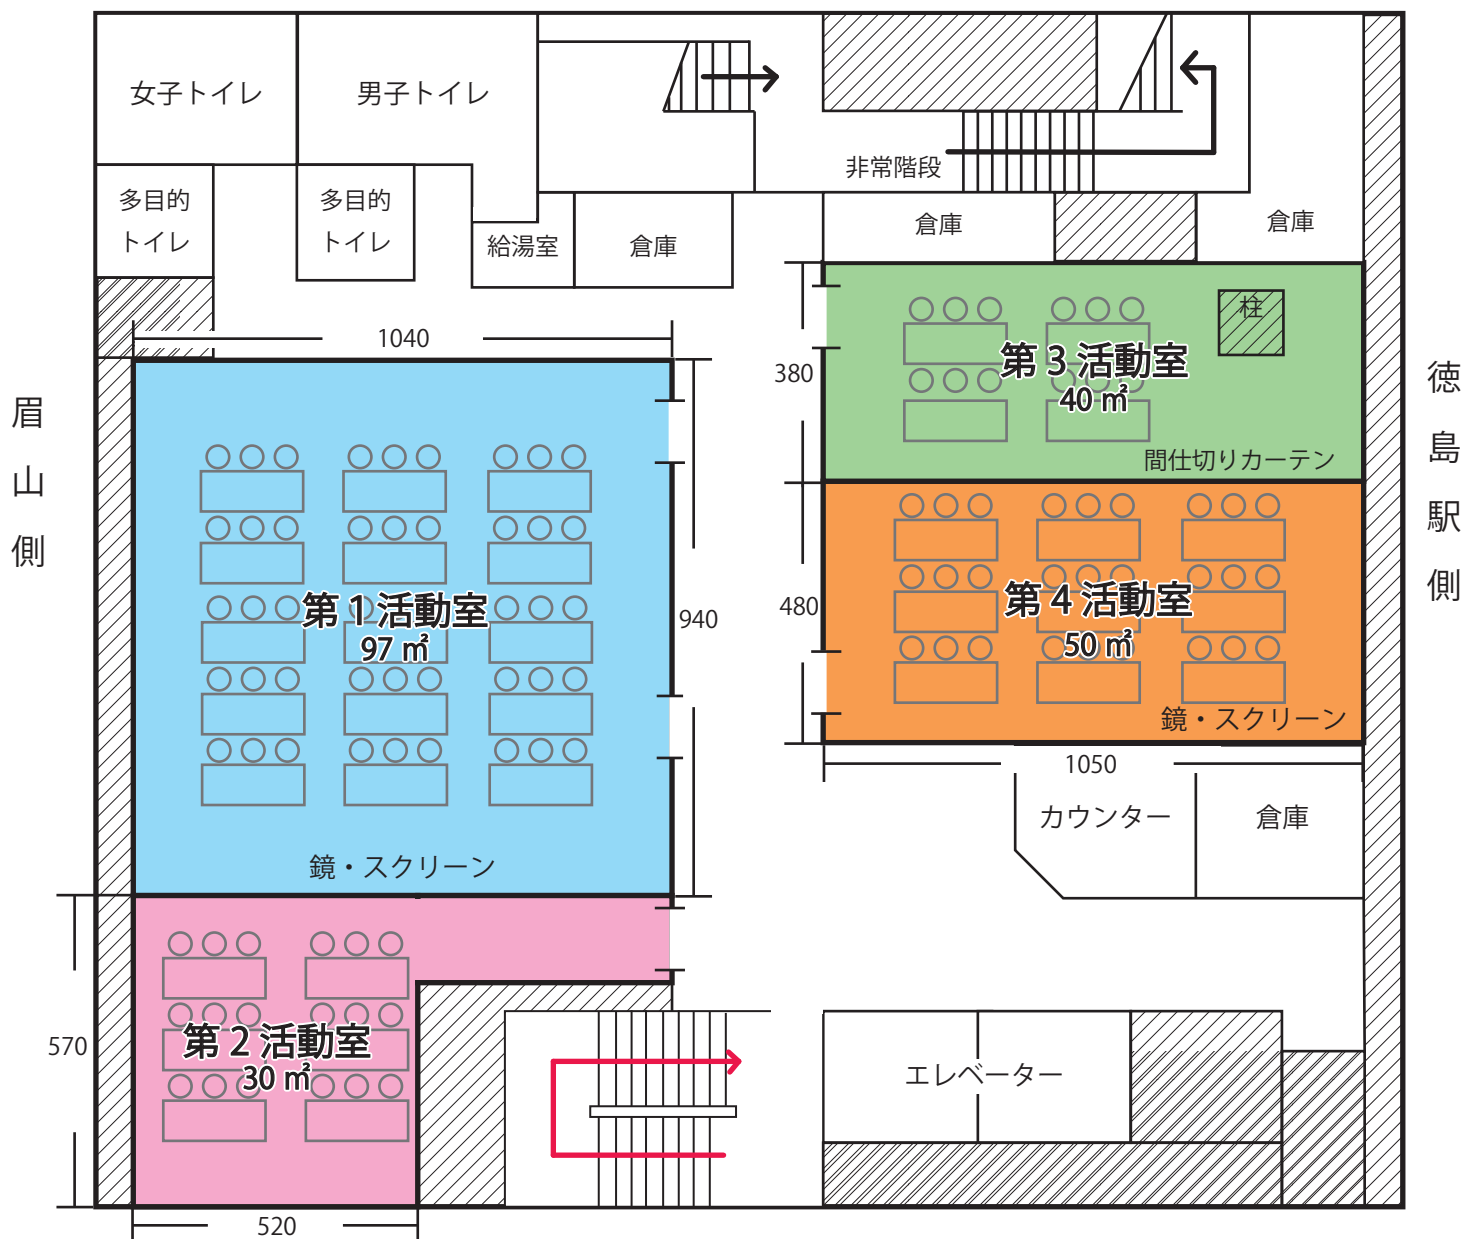 女子トイレ
男子トイレ
多目的
トイレ
多目的
トイレ
給湯室
倉庫
非常階段
倉庫
倉庫
1040
380
柱
第 3 活動室
40 ㎡
間仕切りカーテン
眉山側
徳島駅側
第 1 活動室
97 ㎡
940
480
第 4 活動室
50 ㎡
鏡・スクリーン
1050
カウンター
倉庫
鏡・スクリーン
570
第 2 活動室
30 ㎡
エレベーター
520